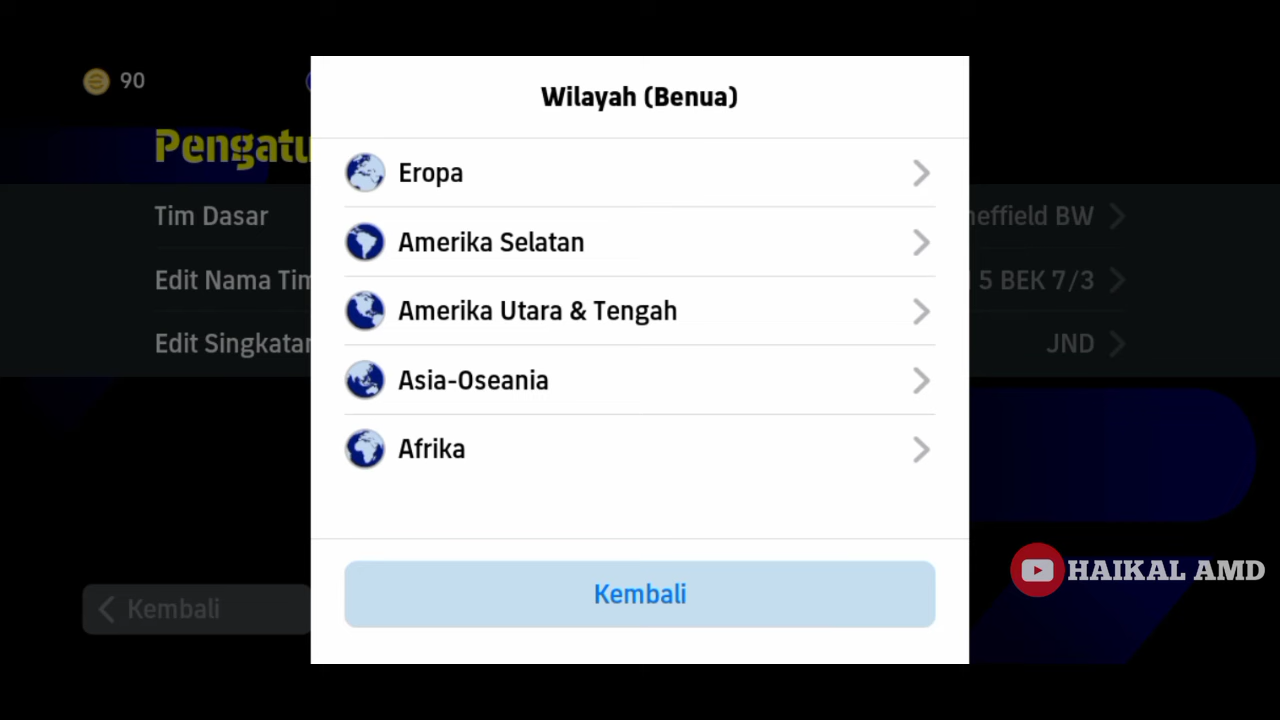 90
Wilayah (Benua)
Pengatu
Eropa
Tim Dasar
heffield BW
Amerika Selatan
Edit Nama Tim
5 BEK 7/3
Amerika Utara & Tengah
Edit Singkatan
JND
Asia-Oseania
Afrika
HAIKAL AMD
Kembali
Kembali